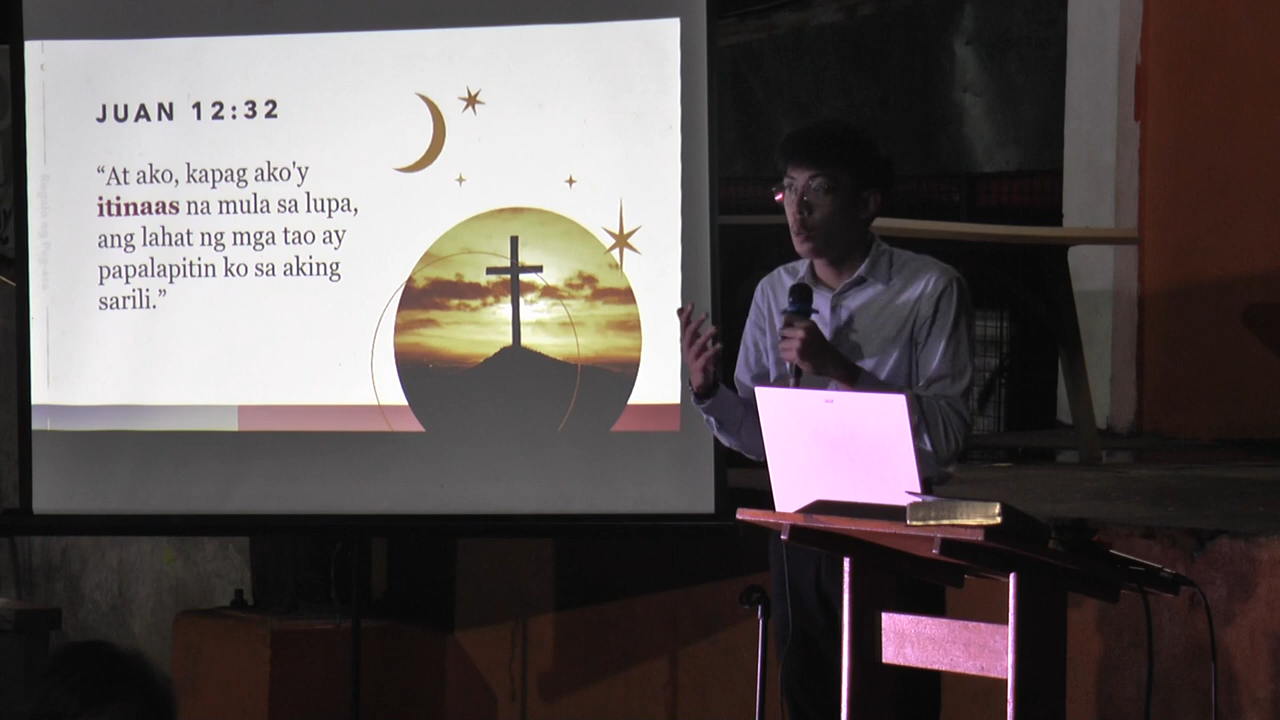 JUAN 12:32
“At ako, kapag ako'y
itinaas na mula sa lupa,
ang lahat ng mga tao ay
papalapitin ko sa aking
sarili.”